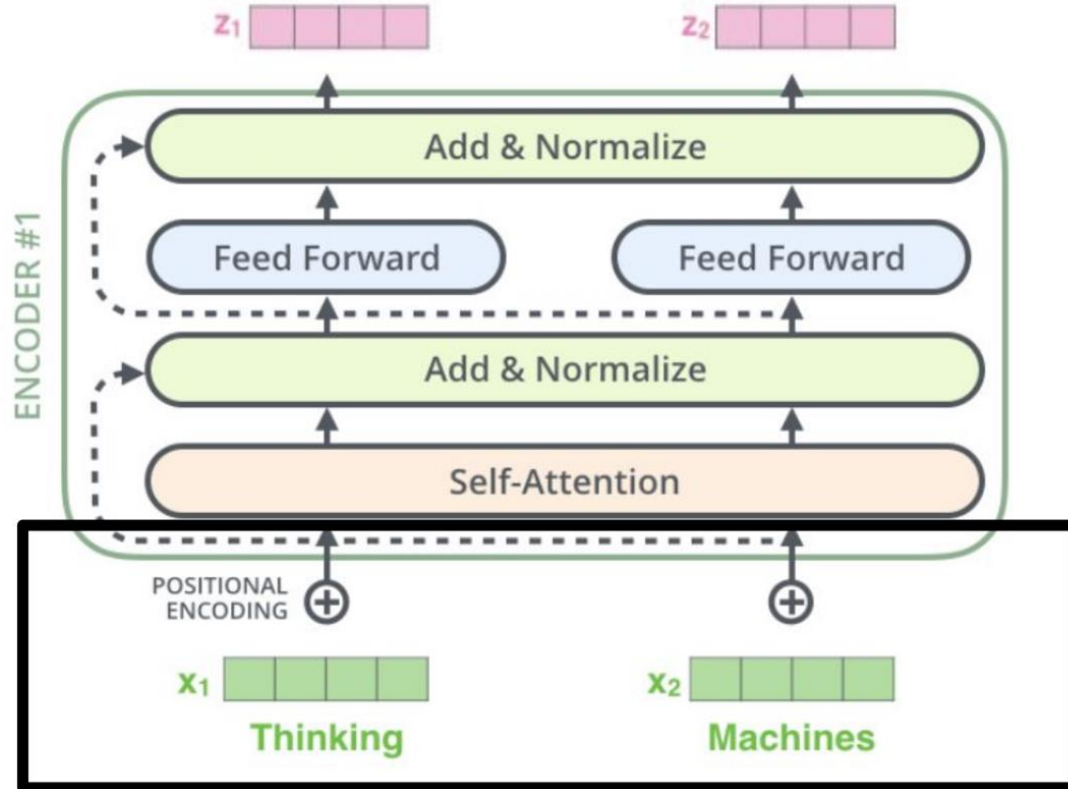 z1
z2
ENCODER #1
Add & Normalize
Feed Forward
Feed Forward
Add & Normalize
Self-Attention
POSITIONAL
ENCODING
x1
x2
Thinking
Machines